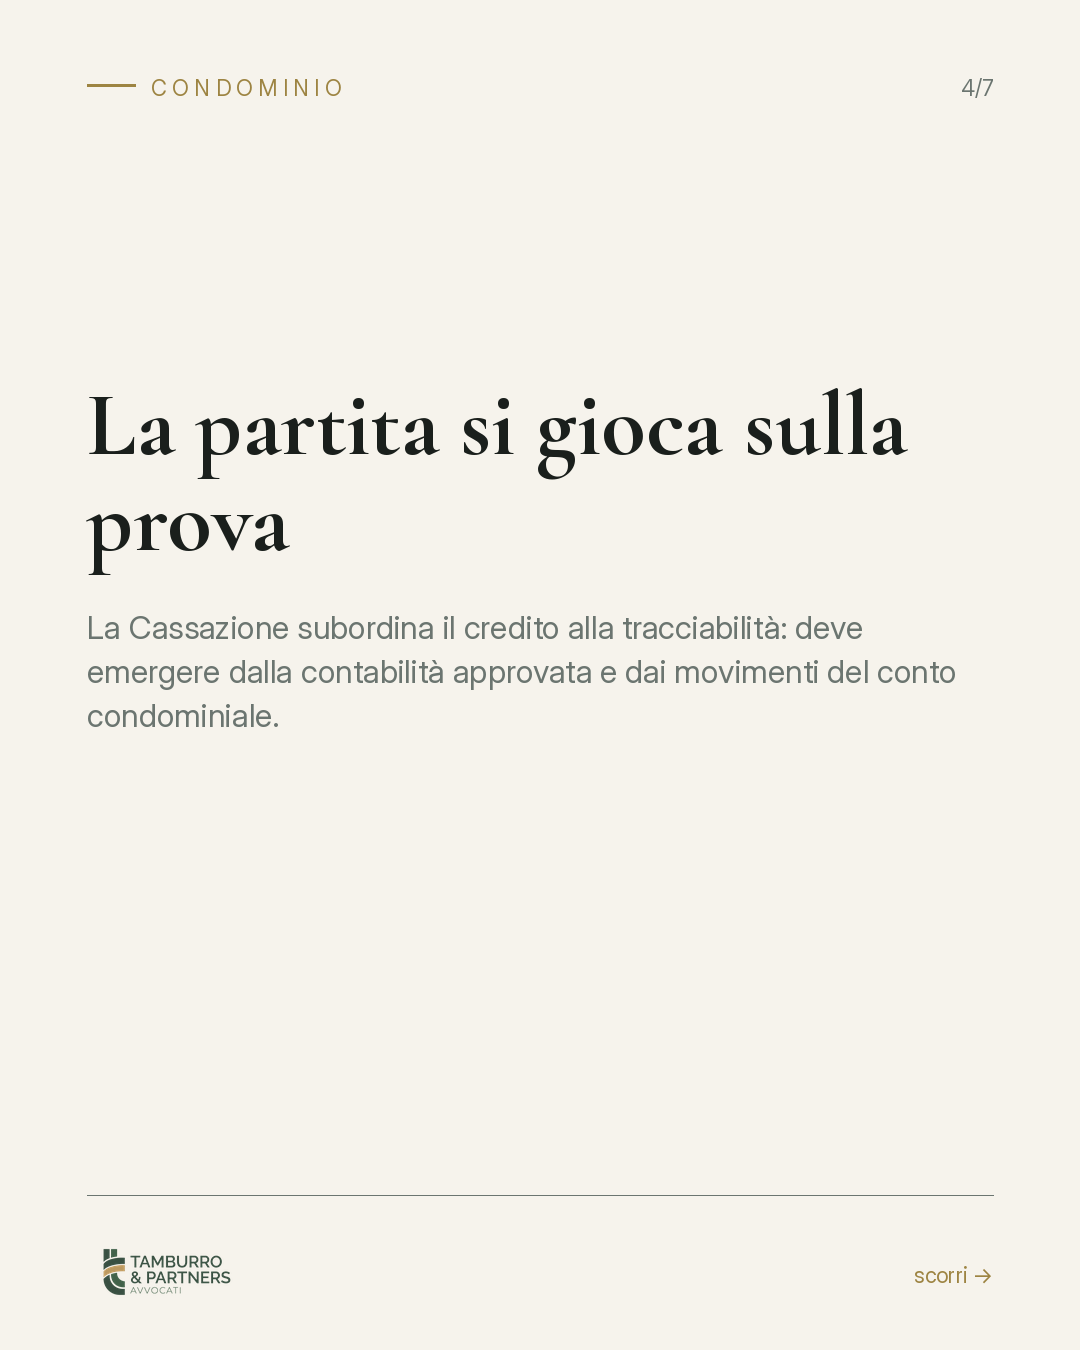 CONDOMINIO
4/7
La partita si gioca sulla
prova
La Cassazione subordina il credito alla tracciabilità: deve
emergere dalla contabilità approvata e dai movimenti del conto
condominiale.
TAMBURRO
& PARTNERS
AVVOCATI
scorri →